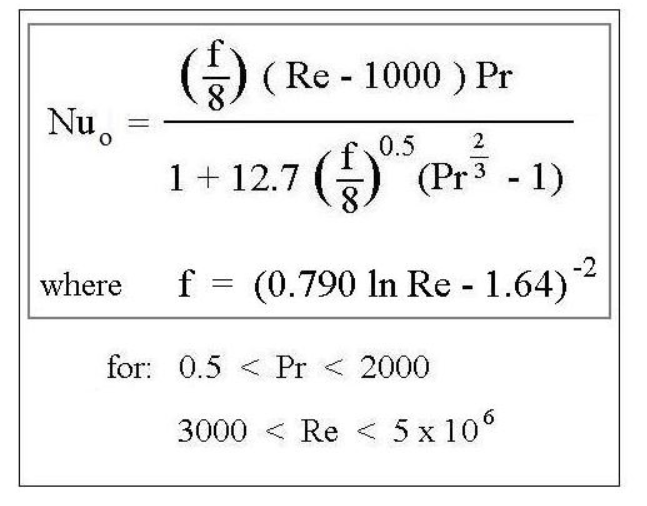 Nu₀ = (f/8) ( Re - 1000 ) Pr / 1 + 12.7 (f/8)^0.5 (Pr^2/3 - 1)
where f = (0.790 ln Re - 1.64)^-2
for: 0.5 < Pr < 2000
3000 < Re < 5 x 10^6